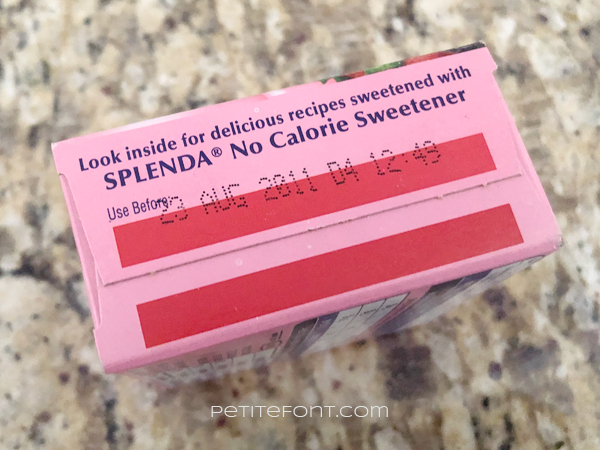 Look inside for delicious recipes sweetened with
SPLENDA® No Calorie Sweetener
Use Before: 23 AUG 2011 D4 12:49
PETITEFONT.COM